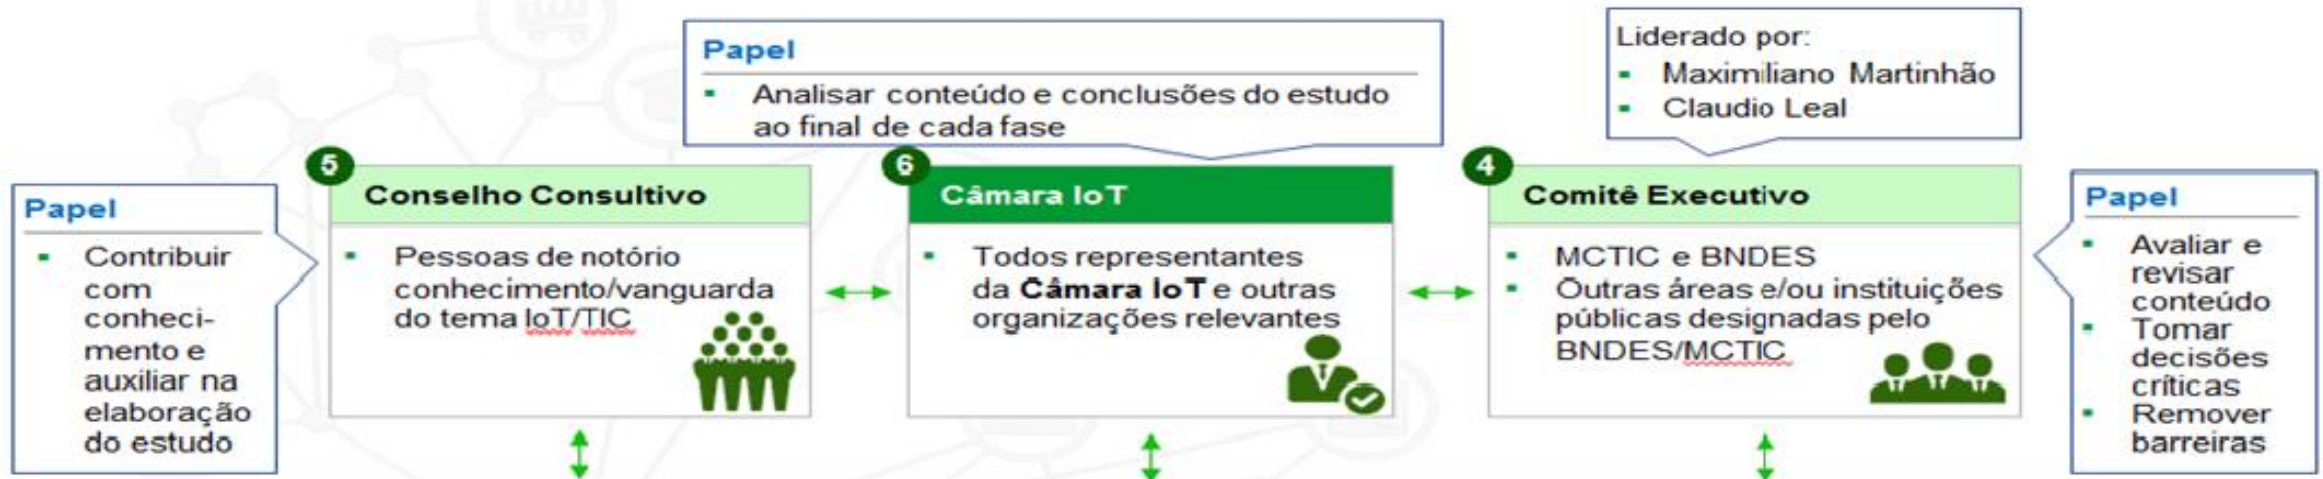 Papel
▪ Contribuir
com
conheci-
mento e
auxiliar na
elaboração
do estudo
5
Conselho Consultivo
▪ Pessoas de notório
conhecimento/vanguarda
do tema IoT/TIC
Papel
▪ Analisar conteúdo e conclusões do estudo
ao final de cada fase
6
Câmara IoT
▪ Todos representantes
da Câmara IoT e outras
organizações relevantes
Liderado por:
▪ Maximiliano Martinhão
▪ Claudio Leal
4
Comitê Executivo
▪ MCTIC e BNDES
▪ Outras áreas e/ou instituições
públicas designadas pelo
BNDES/MCTIC
Papel
▪ Avaliar e
revisar
conteúdo
▪ Tomar
decisões
críticas
▪ Remover
barreiras